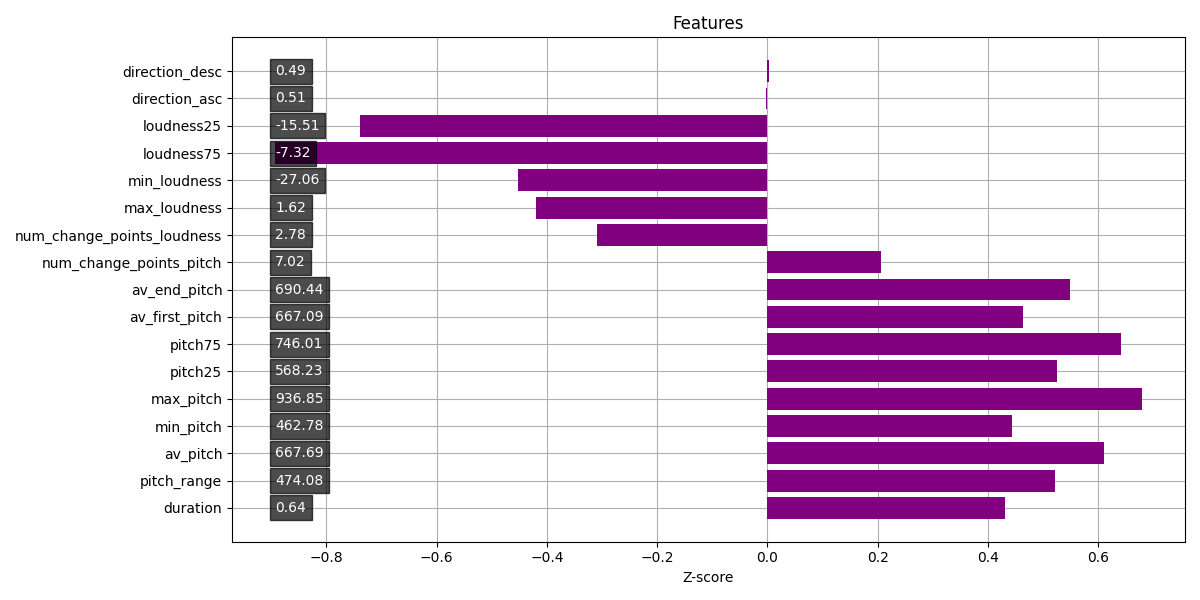 Features
direction_desc 0.49
direction_asc 0.51
loudness25 -15.51
loudness75 -7.32
min_loudness -27.06
max_loudness 1.62
num_change_points_loudness 2.78
num_change_points_pitch 7.02
av_end_pitch 690.44
av_first_pitch 667.09
pitch75 746.01
pitch25 568.23
max_pitch 936.85
min_pitch 462.78
av_pitch 667.69
pitch_range 474.08
duration 0.64
−0.8 −0.6 −0.4 −0.2 0.0 0.2 0.4 0.6
Z-score